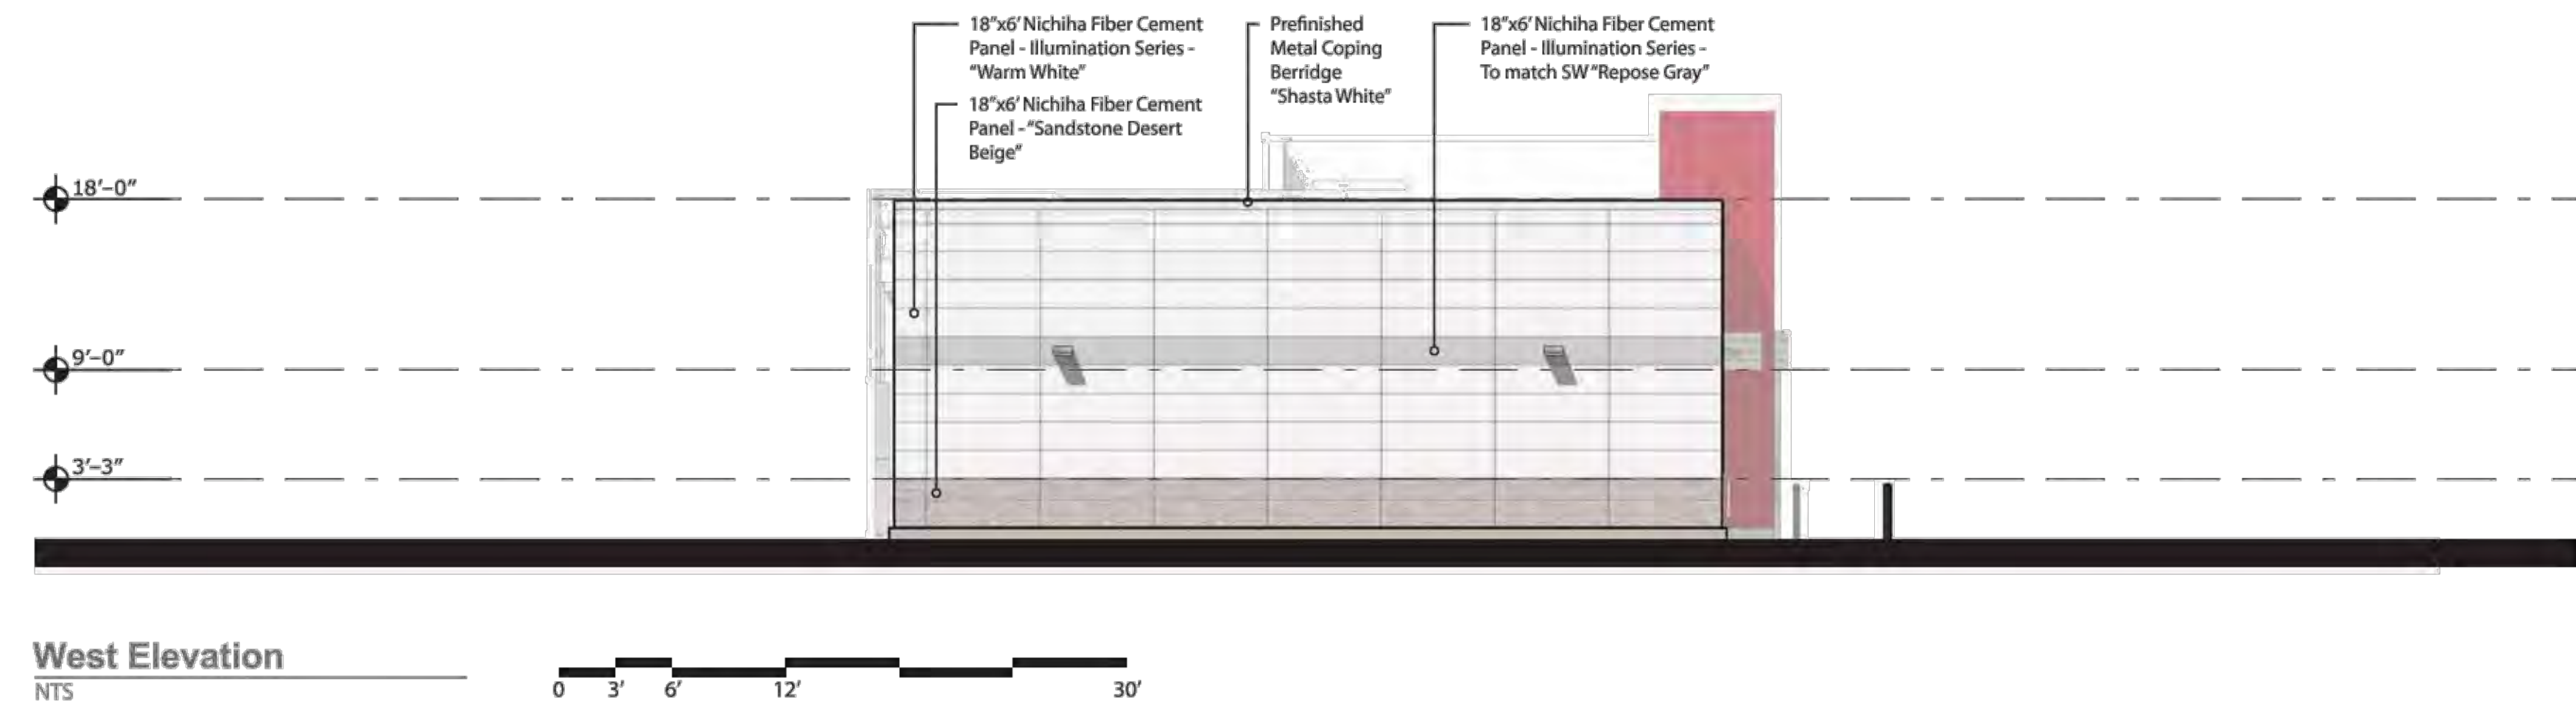 18"x6' Nichiha Fiber Cement
Panel - Illumination Series -
"Warm White"
18"x6' Nichiha Fiber Cement
Panel - "Sandstone Desert
Beige"
Prefinished
Metal Coping
Berridge
"Shasta White"
18"x6' Nichiha Fiber Cement
Panel - Illumination Series -
To match SW "Repose Gray"
18'-0"
9'-0"
3'-3"
West Elevation
NTS
0 3' 6' 12' 30'